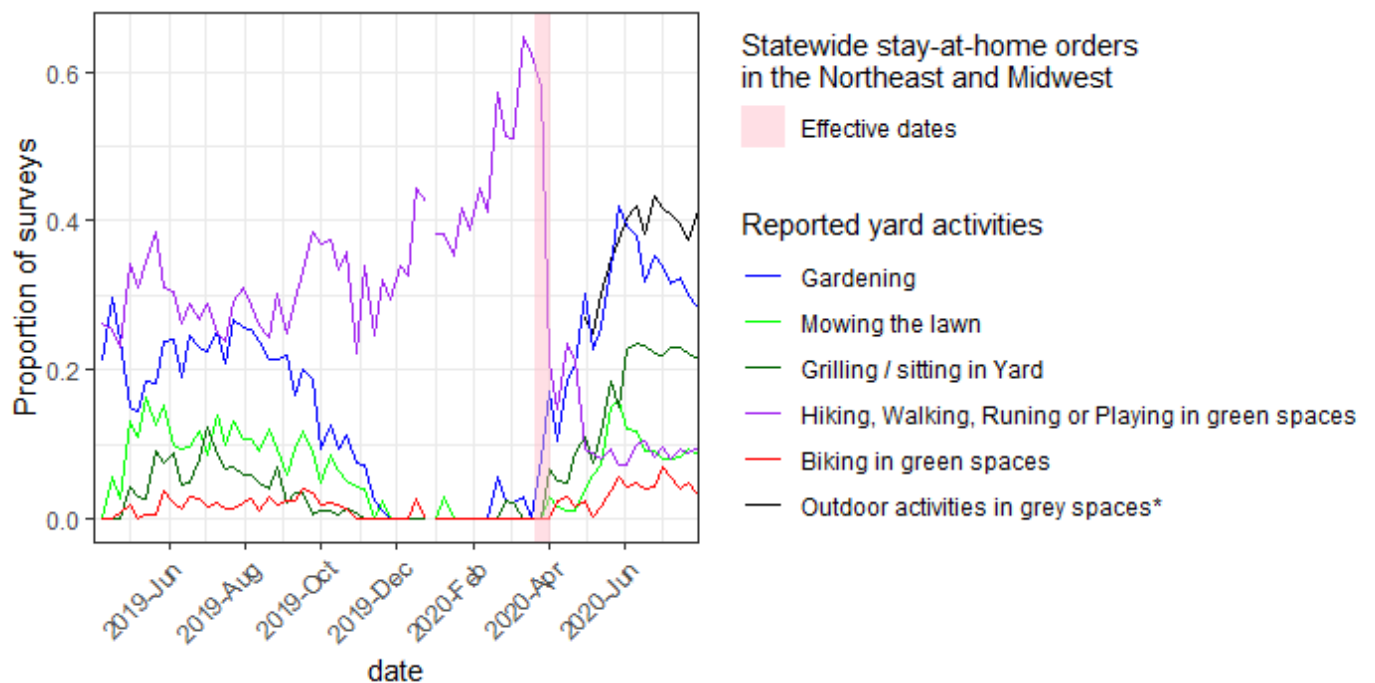 Proportion of surveys
0.6
0.4
0.2
0.0
2019-Jun
2019-Aug
2019-Oct
2019-Dec
2020-Feb
2020-Apr
2020-Jun
date
Statewide stay-at-home orders
in the Northeast and Midwest
Effective dates
Reported yard activities
Gardening
Mowing the lawn
Grilling / sitting in Yard
Hiking, Walking, Runing or Playing in green spaces
Biking in green spaces
Outdoor activities in grey spaces*